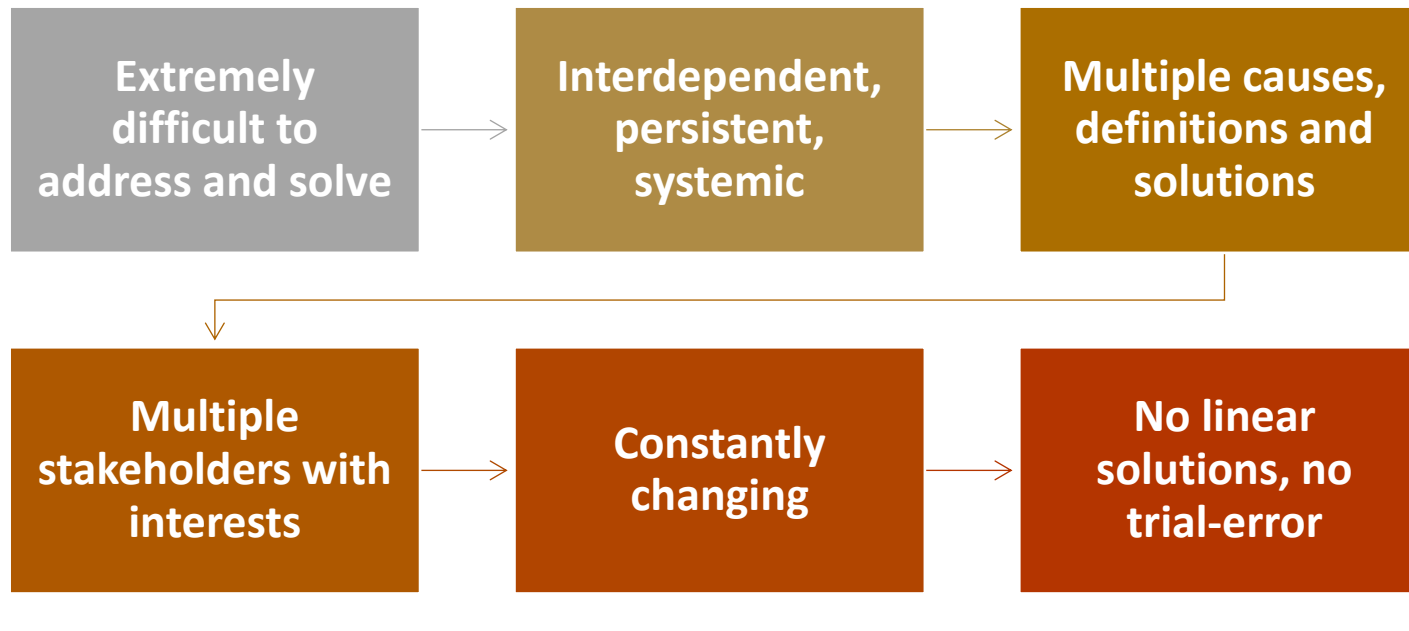 Extremely
difficult to
address and solve
Interdependent,
persistent,
systemic
Multiple causes,
definitions and
solutions
Multiple
stakeholders with
interests
Constantly
changing
No linear
solutions, no
trial-error